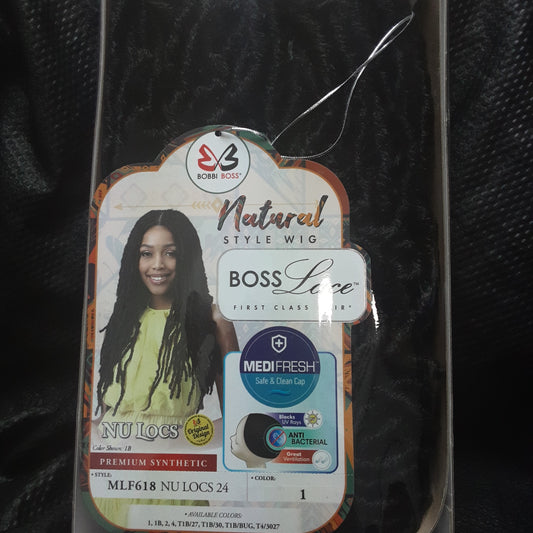 BOBBI BOSS®
Natural
STYLE WIG
BOSS Lace™
FIRST CLASS HAIR®
MEDIFRESH™
Safe & Clean Cap
Blocks
UV Rays
ANTI
BACTERIAL
Great
Ventilation
NU LOCS®
Original
Design
Color Shown: 1B
PREMIUM SYNTHETIC
• STYLE:
MLF618 NU LOCS 24
• COLOR:
1
• AVAILABLE COLORS:
1, 1B, 2, 4, T1B/27, T1B/30, T1B/BUG, T4/3027